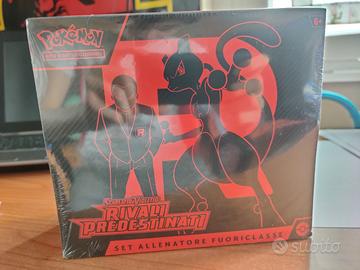 Pokémon
6+
R
Scarlatto e Violetto
RIVALI
PREDESTINATI
SET ALLENATORE FUORICLASSE
subito